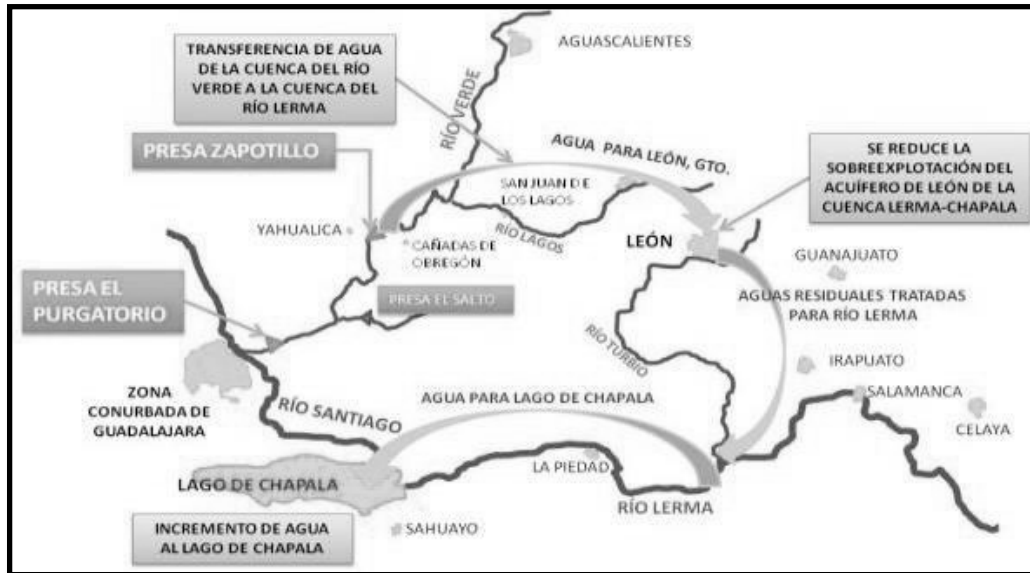 TRANSFERENCIA DE AGUA
DE LA CUENCA DEL RÍO
VERDE A LA CUENCA DEL
RÍO LERMA
AGUASCALIENTES
RÍO VERDE
PRESA ZAPOTILLO
AGUA PARA LEÓN, GTO.
SE REDUCE LA
SOBREEXPLOTACIÓN DEL
ACUÍFERO DE LEÓN DE LA
CUENCA LERMA-CHAPALA
SAN JUAN DE
LOS LAGOS
RÍO LAGOS
YAHUALICA
CAÑADAS DE
OBREGÓN
LEÓN
GUANAJUATO
PRESA EL
PURGATORIO
PRESA EL SALTO
AGUAS RESIDUALES TRATADAS
PARA RÍO LERMA
RÍO TURBIO
IRAPUATO
SALAMANCA
CELAYA
ZONA
CONURBADA DE
GUADALAJARA
RÍO SANTIAGO
AGUA PARA LAGO DE CHAPALA
LA PIEDAD
LAGO DE CHAPALA
RÍO LERMA
INCREMENTO DE AGUA
AL LAGO DE CHAPALA
SAHUAYO